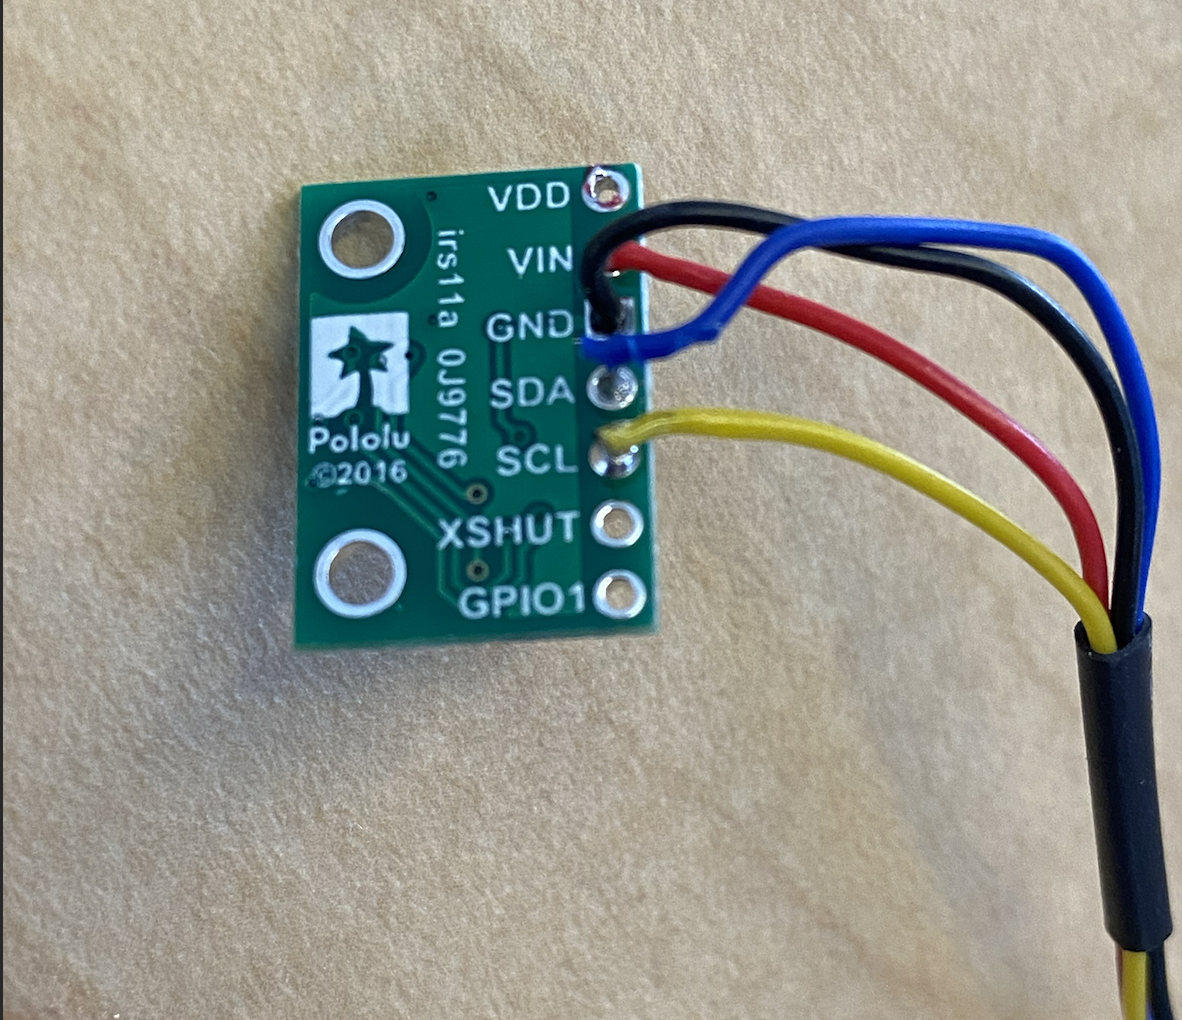 VDD
VIN
GND
SDA
SCL
XSHUT
GPIO1
irs11a 0J9776
Pololu
©2016